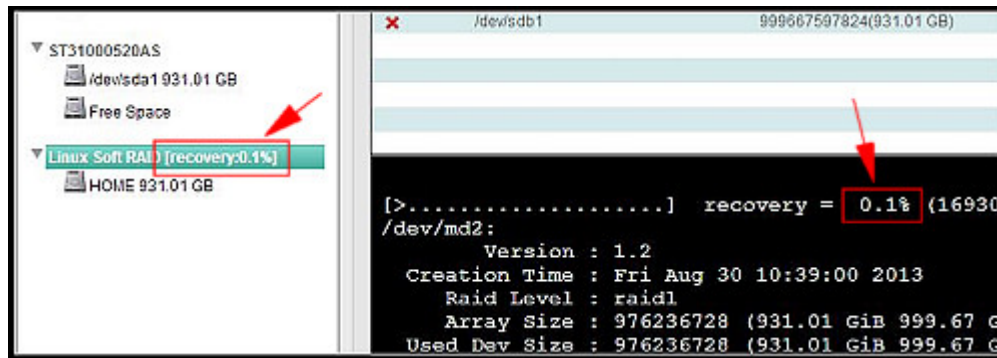 /dev/sdb1 999667597824(931.01 GB)
ST31000520AS
/dev/sda1 931.01 GB
Free Space
Linux Soft RAID [recovery:0.1%]
HOME 931.01 GB
[>....................] recovery = 0.1% (16930
/dev/md2:
Version : 1.2
Creation Time : Fri Aug 30 10:39:00 2013
Raid Level : raid1
Array Size : 976236728 (931.01 GiB 999.67 G
Used Dev Size : 976236728 (931.01 GiB 999.67 G